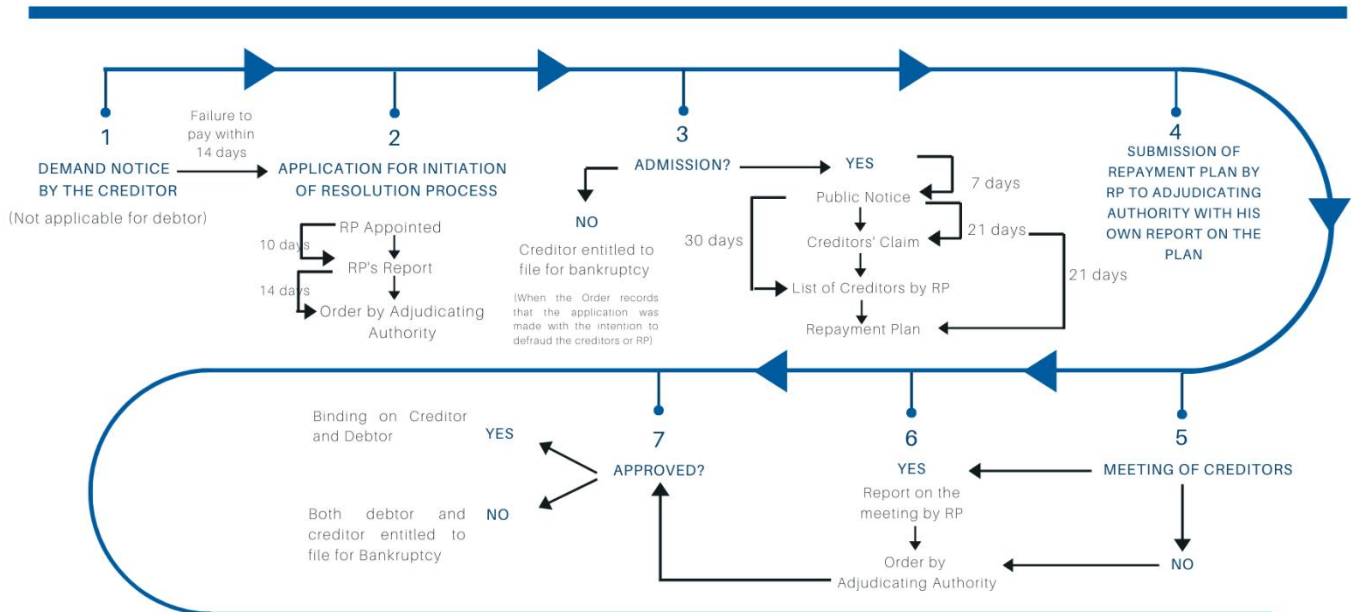 1
DEMAND NOTICE
BY THE CREDITOR
(Not applicable for debtor)
Failure to
pay within
14 days
2
APPLICATION FOR INITIATION
OF RESOLUTION PROCESS
RP Appointed
10 days
RP's Report
14 days
Order by Adjudicating
Authority
3
ADMISSION?
NO
Creditor entitled to
file for bankruptcy
(When the Order records
that the application was
made with the intention to
defraud the creditors or RP)
YES
7 days
Public Notice
30 days
21 days
Creditors' Claim
21 days
List of Creditors by RP
Repayment Plan
4
SUBMISSION OF
REPAYMENT PLAN BY
RP TO ADJUDICATING
AUTHORITY WITH HIS
OWN REPORT ON THE
PLAN
5
MEETING OF CREDITORS
NO
6
YES
Report on the
meeting by RP
Order by
Adjudicating Authority
7
APPROVED?
YES
Binding on Creditor
and Debtor
NO
Both debtor and
creditor entitled to
file for Bankruptcy